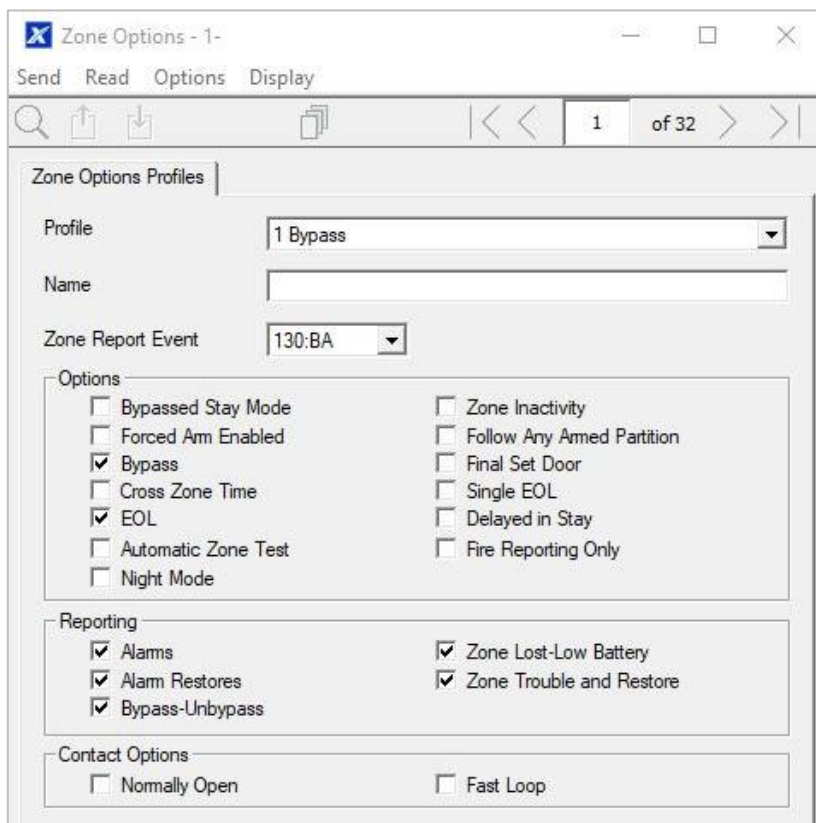 Zone Options - 1-
Send Read Options Display
1 of 32
Zone Options Profiles
Profile 1 Bypass
Name
Zone Report Event 130:BA
Options
Bypassed Stay Mode Zone Inactivity
Forced Arm Enabled Follow Any Armed Partition
Bypass Final Set Door
Cross Zone Time Single EOL
EOL Delayed in Stay
Automatic Zone Test Fire Reporting Only
Night Mode
Reporting
Alarms Zone Lost-Low Battery
Alarm Restores Zone Trouble and Restore
Bypass-Unbypass
Contact Options
Normally Open Fast Loop